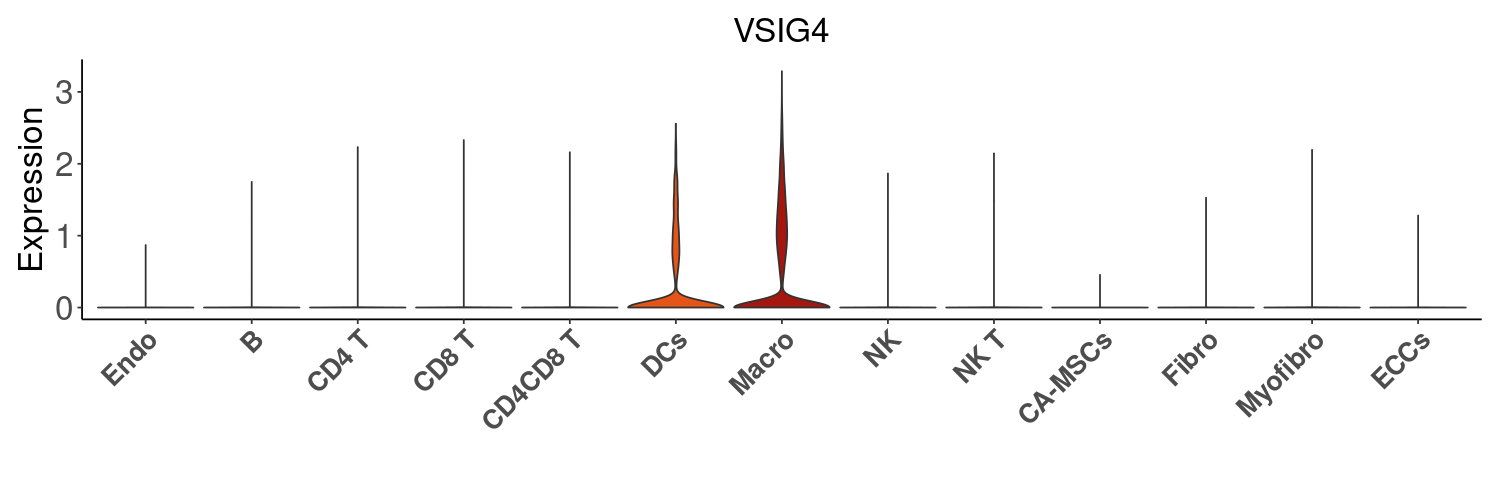 VSIG4
Expression
3
2
1
0
Endo
B
CD4 T
CD8 T
CD4CD8 T
DCs
Macro
NK
NK T
CA-MSCs
Fibro
Myofibro
ECCs